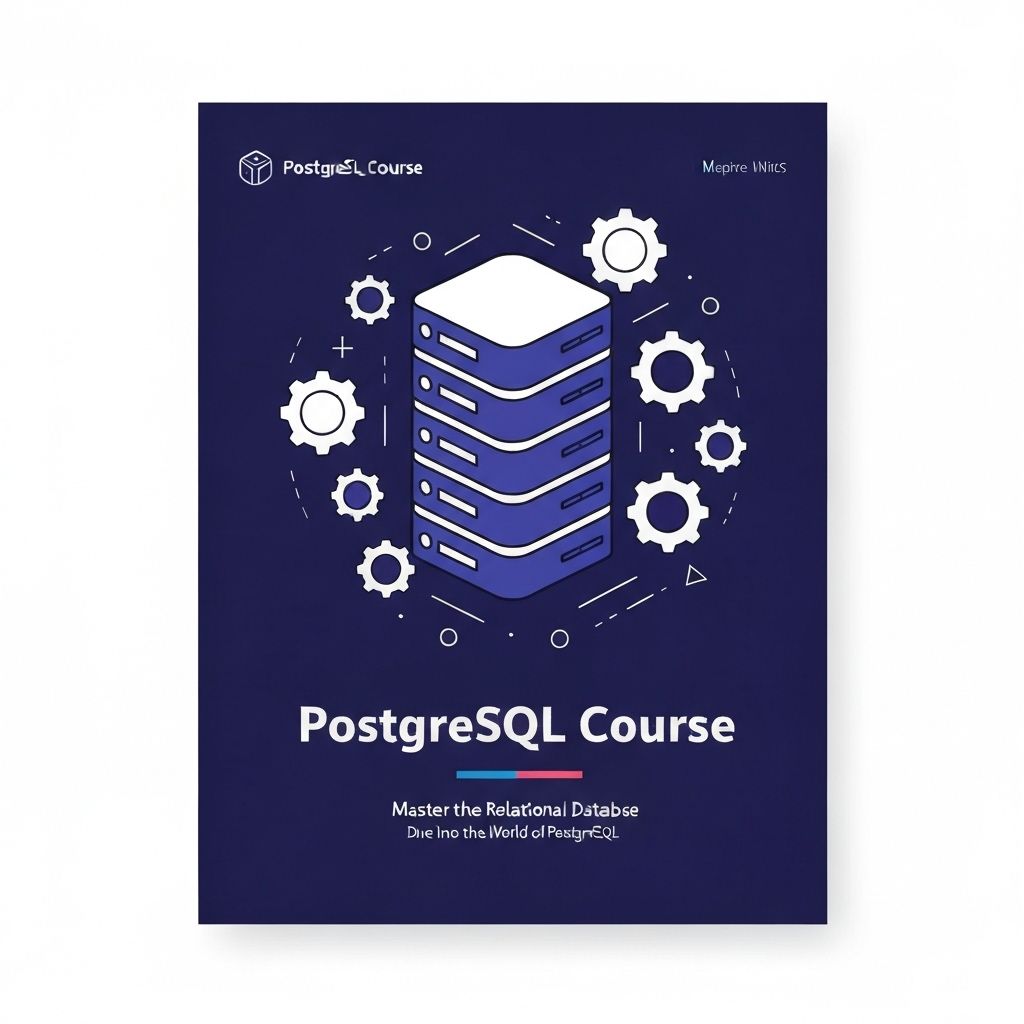 PostgreSL Course
PostgreSQL Course
Master the Relational Databse
the World of